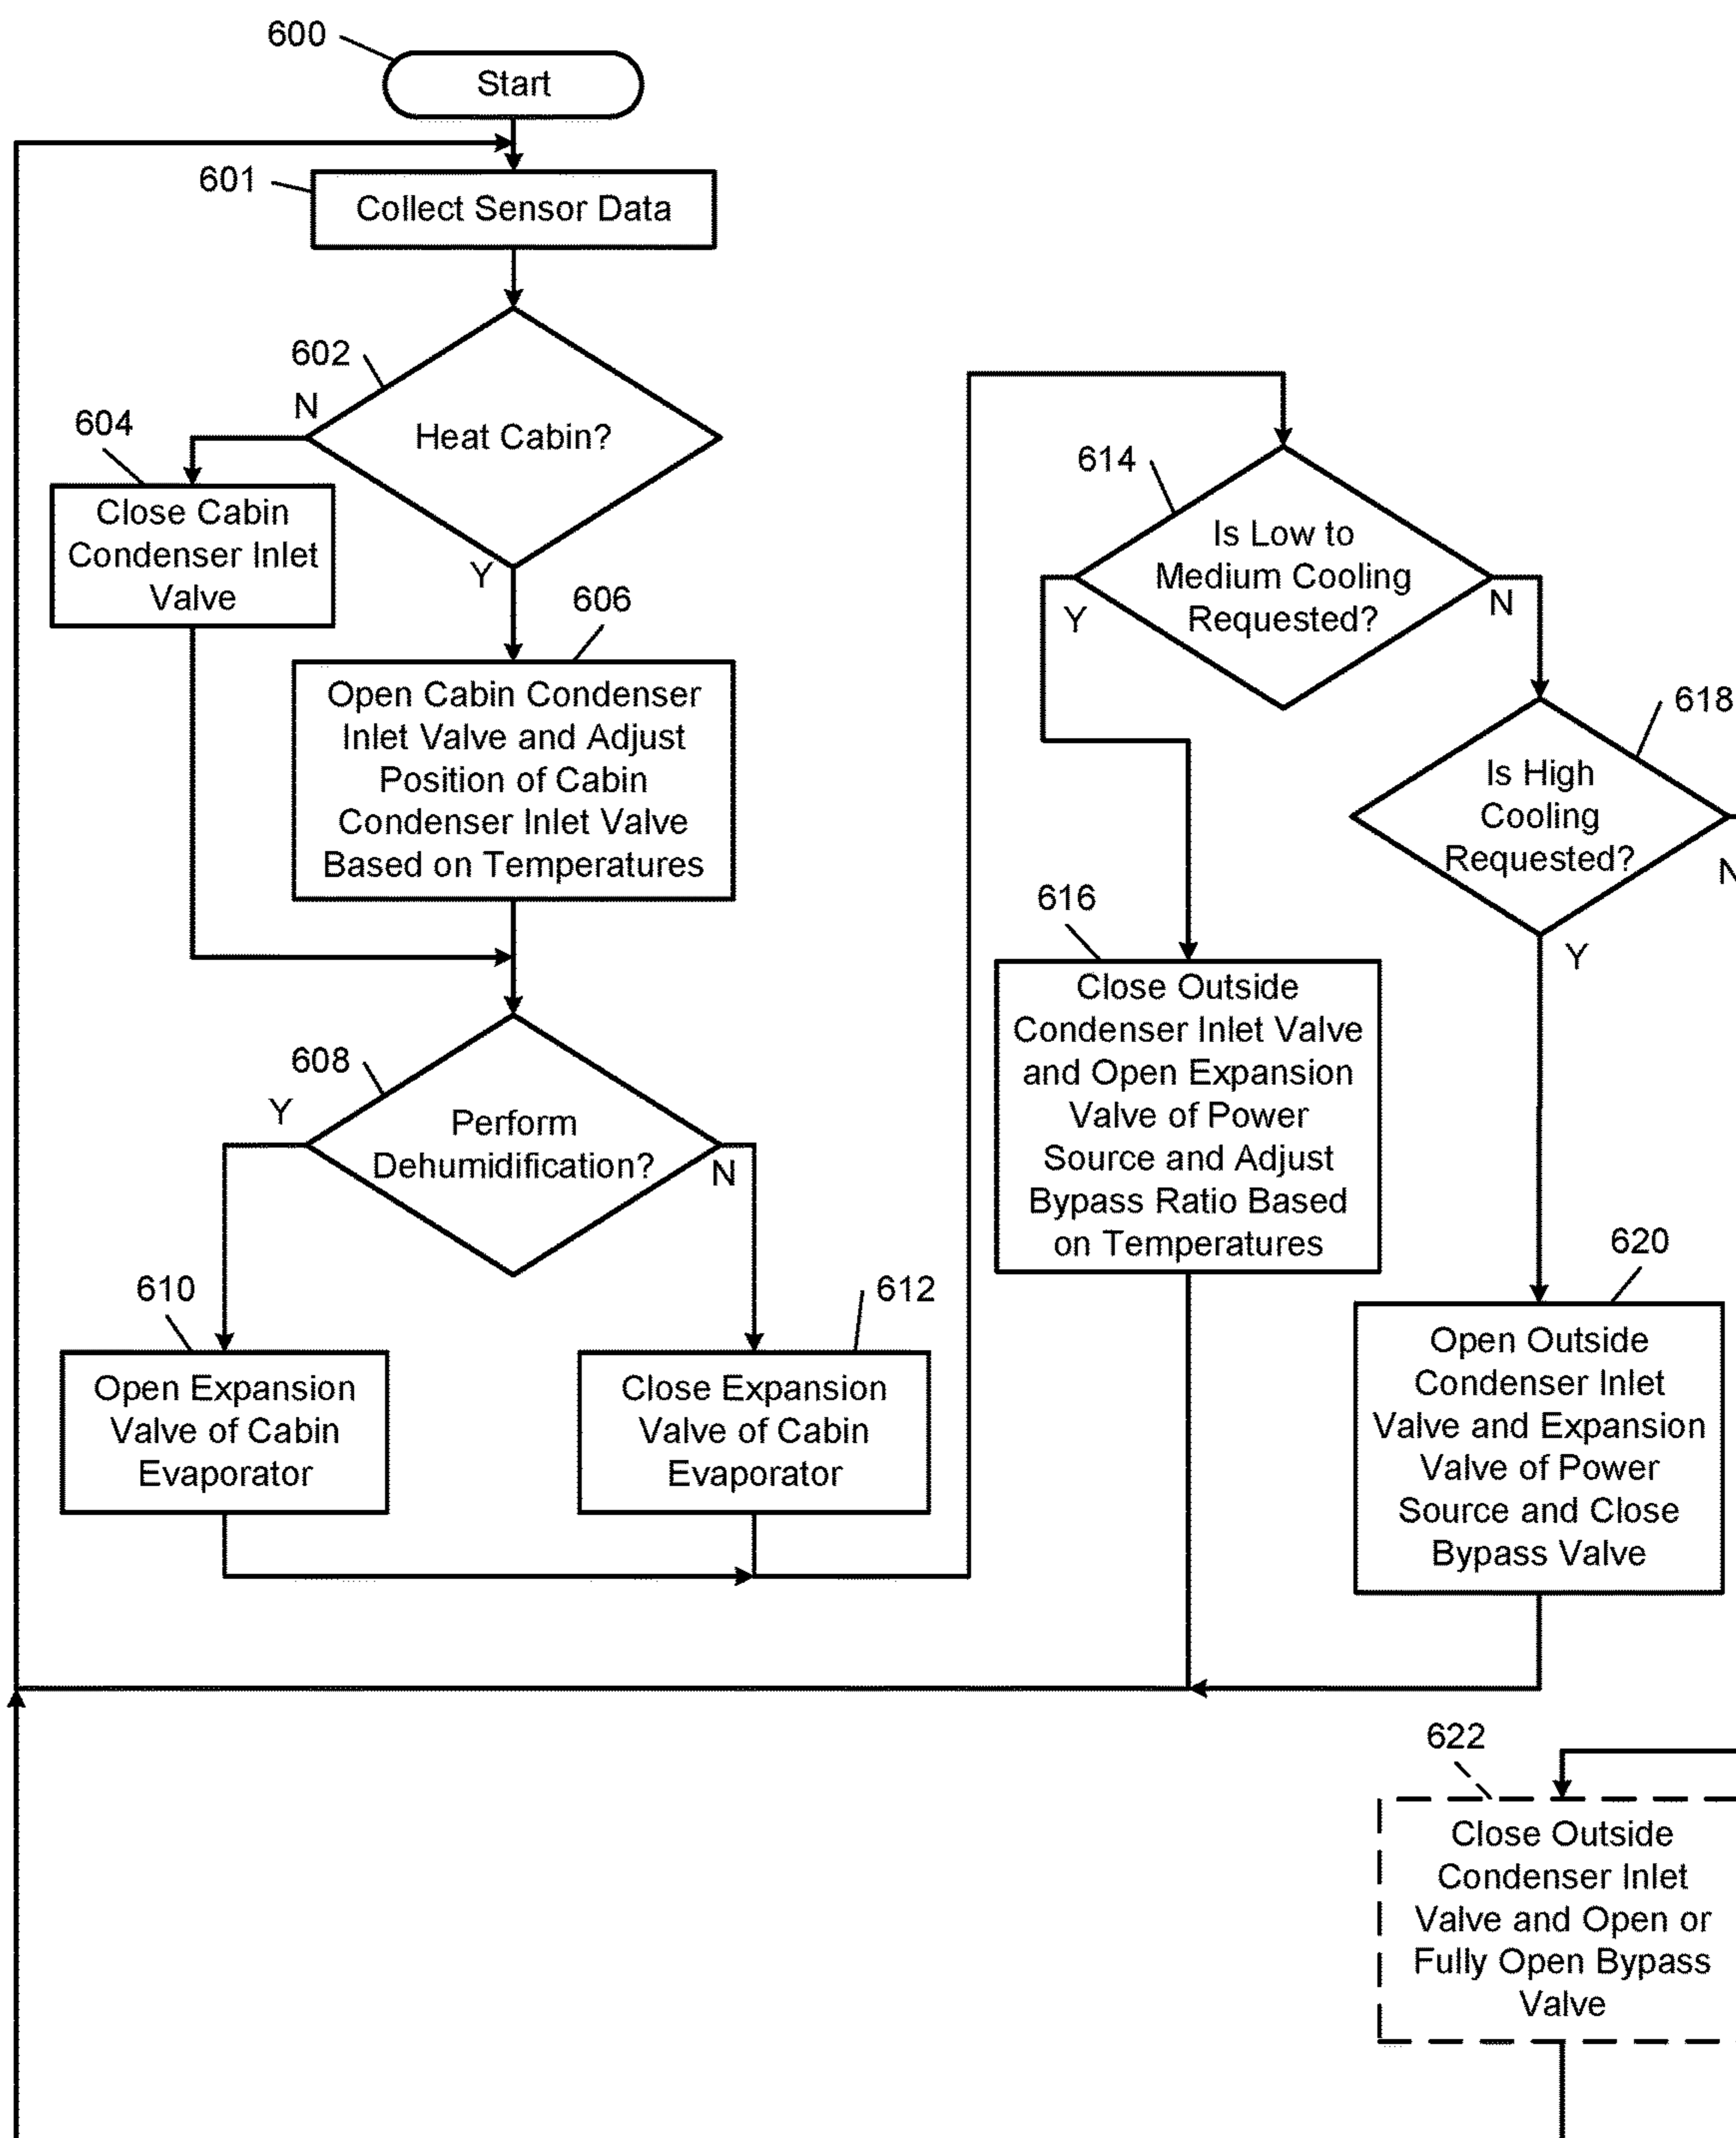 600
Start
601
Collect Sensor Data
602
N
Heat Cabin?
Y
604
Close Cabin
Condenser Inlet
Valve
606
Open Cabin Condenser
Inlet Valve and Adjust
Position of Cabin
Condenser Inlet Valve
Based on Temperatures
608
Y
Perform
Dehumidification?
N
610
Open Expansion
Valve of Cabin
Evaporator
612
Close Expansion
Valve of Cabin
Evaporator
614
Is Low to
Medium Cooling
Requested?
Y
N
616
Close Outside
Condenser Inlet Valve
and Open Expansion
Valve of Power
Source and Adjust
Bypass Ratio Based
on Temperatures
618
Is High
Cooling
Requested?
N
Y
620
Open Outside
Condenser Inlet
Valve and Expansion
Valve of Power
Source and Close
Bypass Valve
622
Close Outside
Condenser Inlet
Valve and Open or
Fully Open Bypass
Valve